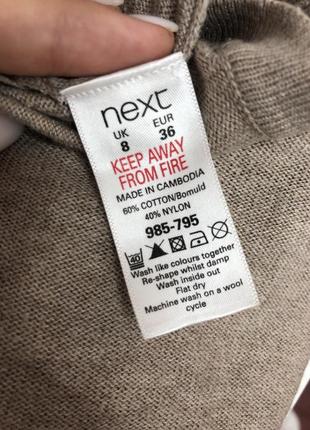 next
UK EUR
8 36
KEEP AWAY
FROM FIRE
MADE IN CAMBODIA
60% COTTON/Bomuld
40% NYLON
985-795
40
Wash like colours together
Re-shape whilst damp
Wash inside out
Flat dry
Machine wash on a wool
cycle